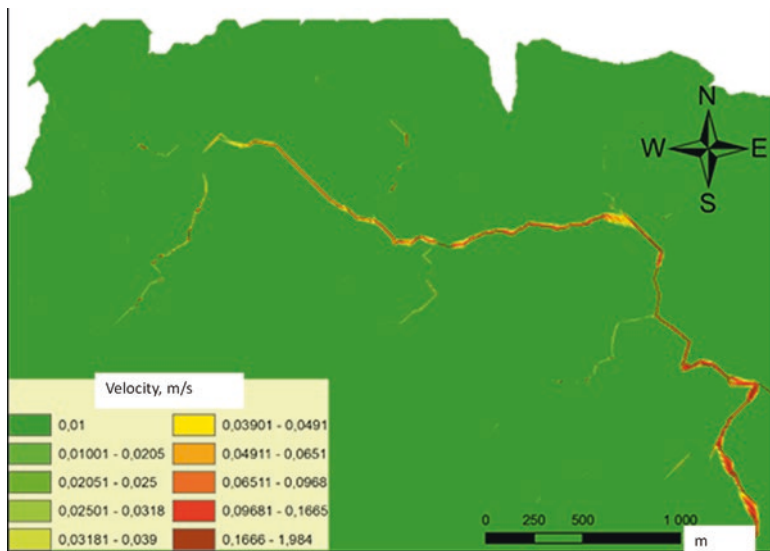 N
W E
S
Velocity, m/s
0,01
0,01001 - 0,0205
0,02051 - 0,025
0,02501 - 0,0318
0,03181 - 0,039
0,03901 - 0,0491
0,04911 - 0,0651
0,06511 - 0,0968
0,09681 - 0,1665
0,1666 - 1,984
0 250 500 1 000
m